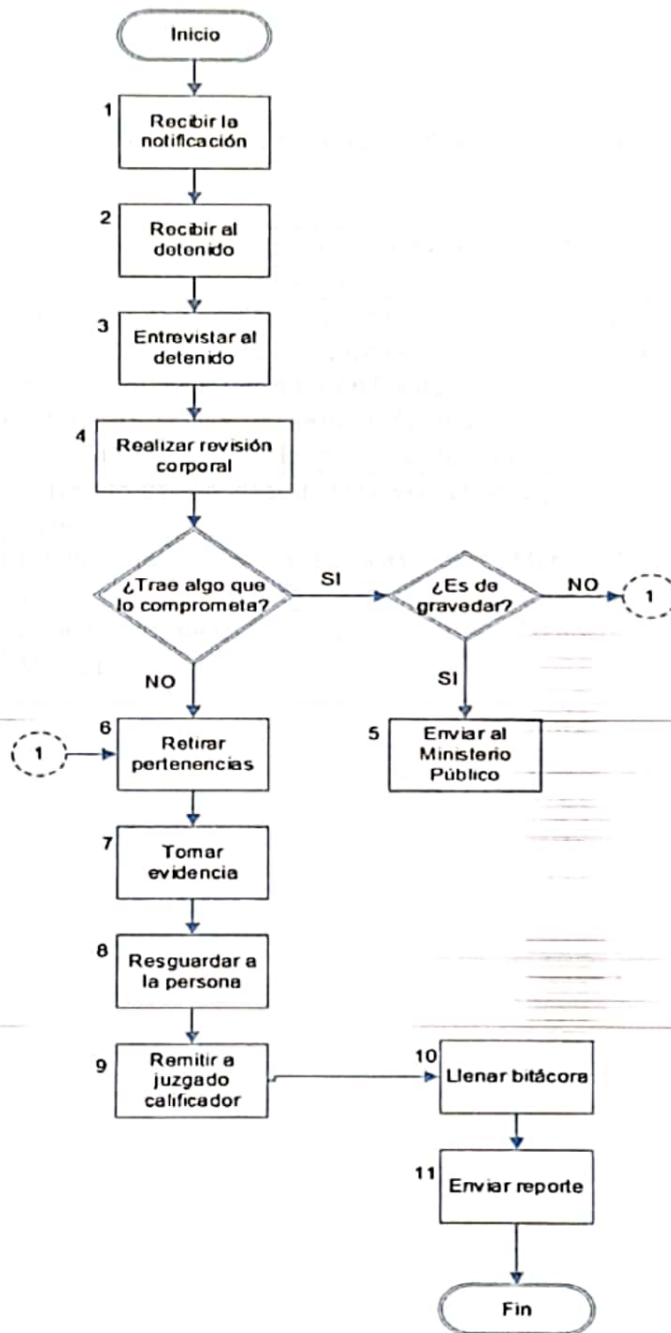 Inicio
1
Recibir la
notificación
2
Recibir al
detenido
3
Entrevistar al
detenido
4
Realizar revisión
corporal
¿Trae algo que
lo comprometa?
SI
¿Es de
gravedar?
NO
1
NO
SI
1
6
Retirar
pertenencias
5
Enviar al
Ministerio
Público
7
Tomar
evidencia
8
Resguardar a
la persona
9
Remitir a
juzgado
calificador
10
Llenar bitácora
11
Enviar reporte
Fin